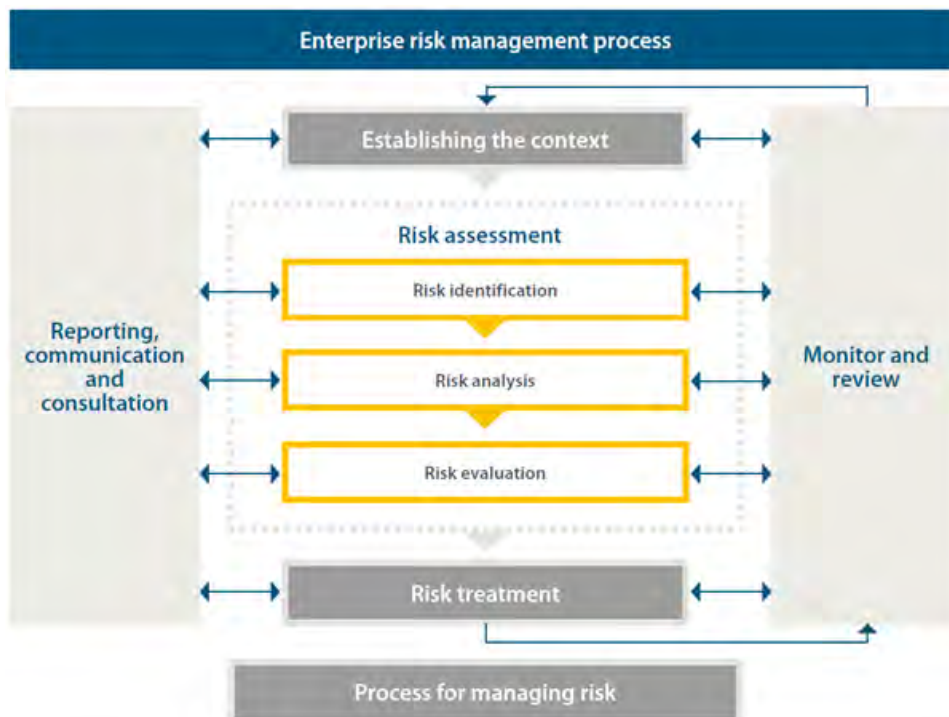 Enterprise risk management process
Establishing the context
Risk assessment
Risk identification
Reporting,
communication
and
consultation
Monitor and
review
Risk analysis
Risk evaluation
Risk treatment
Process for managing risk